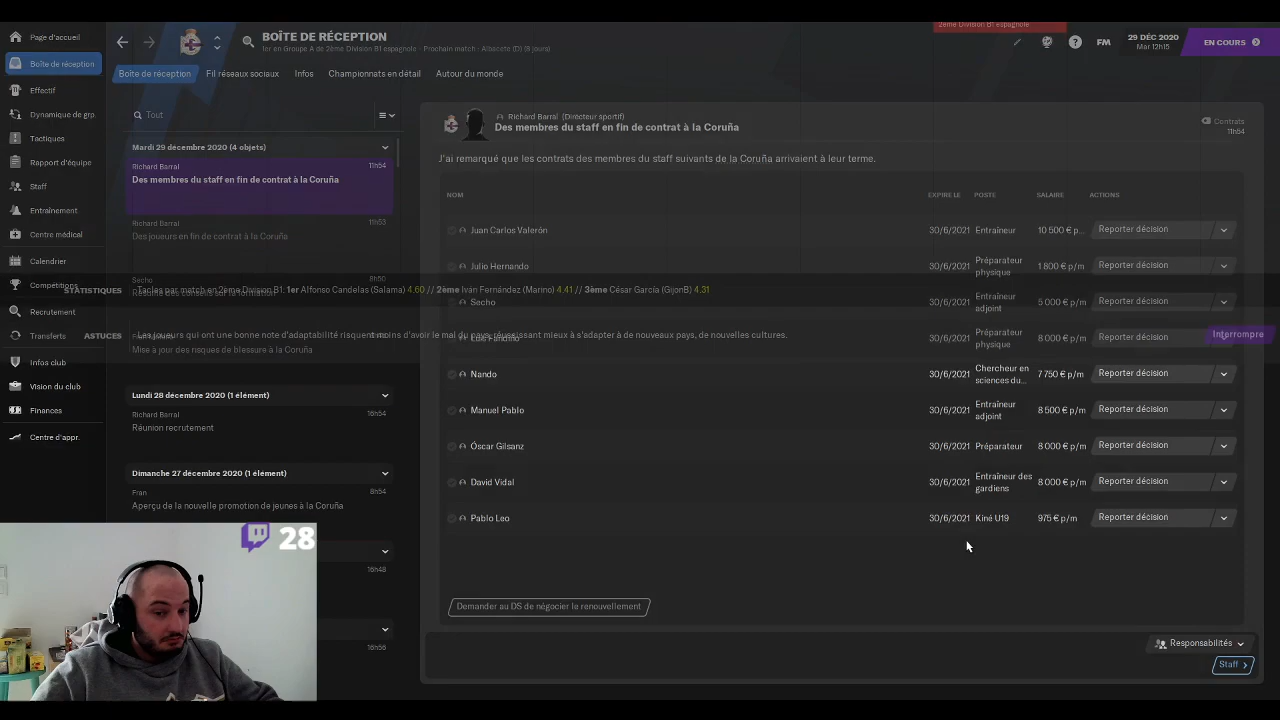 2ème Division B1 espagnole
Page d'accueil
Boîte de réception
Effectif
Dynamique de grp.
Tactiques
Rapport d'équipe
Staff
Entraînement
Centre médical
Calendrier
Compétitions
Recrutement
Transferts
Infos club
Vision du club
Finances
Centre d'appr.
BOÎTE DE RÉCEPTION
1er en Groupe A de 2ème Division B1 espagnole - Prochain match - Albacete (D) (8 jours)
FM
29 DÉC 2020
Mar 12h15
EN COURS
Boîte de réception
Fil réseaux sociaux
Infos
Championnats en détail
Autour du monde
Tout
Mardi 29 décembre 2020 (4 objets)
Richard Barral 11h54
Des membres du staff en fin de contrat à la Coruña
Richard Barral 11h53
Des joueurs en fin de contrat à la Coruña
Secho 8h50
Mise à jour des risques de blessure à la Coruña
Lundi 28 décembre 2020 (1 élément)
Richard Barral 16h54
Réunion recrutement
Dimanche 27 décembre 2020 (1 élément)
Fran 8h54
Aperçu de la nouvelle promotion de jeunes à la Coruña
16h48
16h56
28
Richard Barral (Directeur sportif)
Des membres du staff en fin de contrat à la Coruña
Contrats
11h54
J'ai remarqué que les contrats des membres du staff suivants de la Coruña arrivaient à leur terme.
NOM EXPIRE LE POSTE SALAIRE ACTIONS
Juan Carlos Valerón 30/6/2021 Entraîneur 10 500 € p... Reporter décision
Julio Hernando 30/6/2021 Préparateur physique 1 800 € p/m Reporter décision
STATISTIQUES Tacles par match en 2ème Division B1: 1er Alfonso Candelas (Salama) 4.60 // 2ème Iván Fernández (Marino) 4.41 // 3ème César García (GijonB) 4.31
Secho 30/6/2021 Entraîneur adjoint 5 000 € p/m Reporter décision
ASTUCES Les joueurs qui ont une bonne note d'adaptabilité risquent moins d'avoir le mal du pays, réussissant mieux à s'adapter à de nouveaux pays, de nouvelles cultures.
Interrompre
30/6/2021 Préparateur physique 8 000 € p/m Reporter décision
Nando 30/6/2021 Chercheur en sciences du... 7 750 € p/m Reporter décision
Manuel Pablo 30/6/2021 Entraîneur adjoint 8 500 € p/m Reporter décision
Óscar Gilsanz 30/6/2021 Préparateur 8 000 € p/m Reporter décision
David Vidal 30/6/2021 Entraîneur des gardiens 8 000 € p/m Reporter décision
Pablo Leo 30/6/2021 Kiné U19 975 € p/m Reporter décision
Demander au DS de négocier le renouvellement
Responsabilités
Staff